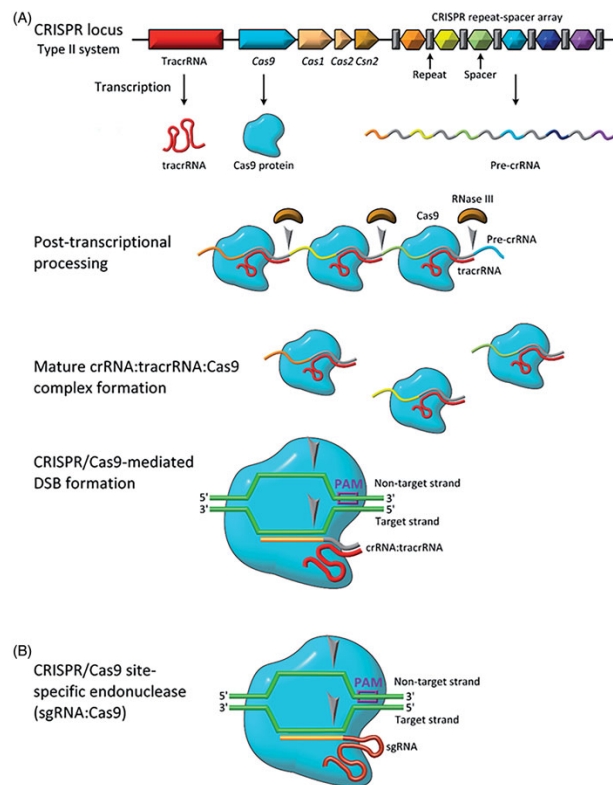 (A)
CRISPR locus
Type II system
CRISPR repeat-spacer array
TracrRNA
Cas9
Cas1
Cas2
Csn2
Repeat
Spacer
Transcription
tracrRNA
Cas9 protein
Pre-crRNA
Post-transcriptional
processing
Cas9
RNase III
Pre-crRNA
tracrRNA
Mature crRNA:tracrRNA:Cas9
complex formation
CRISPR/Cas9-mediated
DSB formation
PAM
Non-target strand
5'
3'
3'
5'
Target strand
crRNA:tracrRNA
(B)
CRISPR/Cas9 site-
specific endonuclease
(sgRNA:Cas9)
PAM
Non-target strand
5'
3'
3'
5'
Target strand
sgRNA